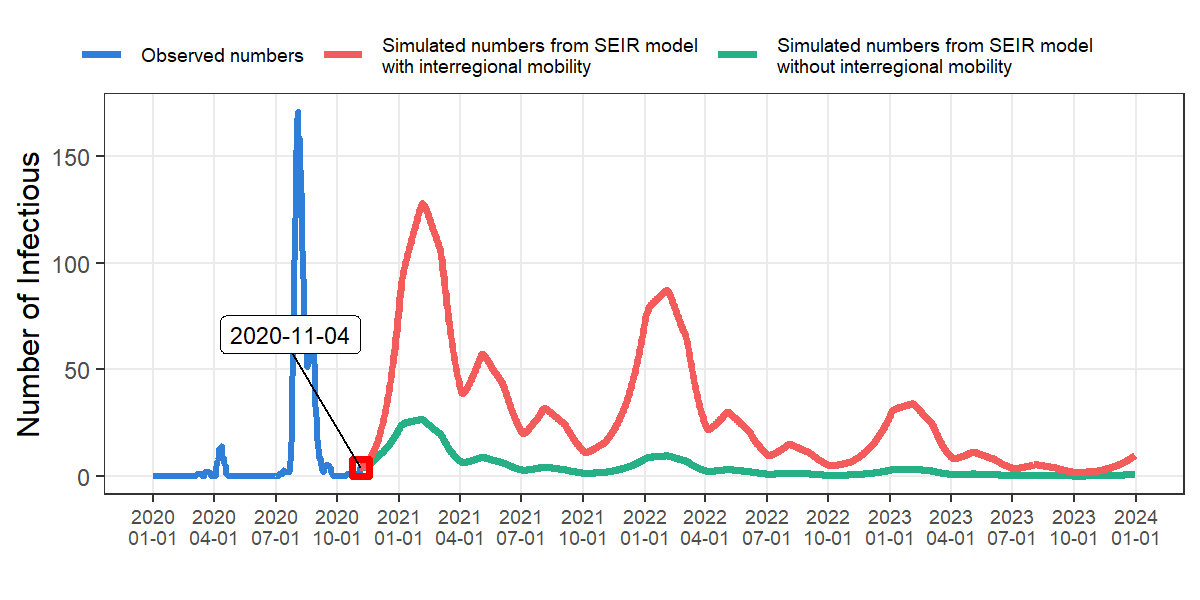 Observed numbers
Simulated numbers from SEIR model
with interregional mobility
Simulated numbers from SEIR model
without interregional mobility
Number of Infectious
150
100
50
0
2020-11-04
2020 2020 2020 2020 2021 2021 2021 2021 2022 2022 2022 2022 2023 2023 2023 2023 2024
01-01 04-01 07-01 10-01 01-01 04-01 07-01 10-01 01-01 04-01 07-01 10-01 01-01 04-01 07-01 10-01 01-01